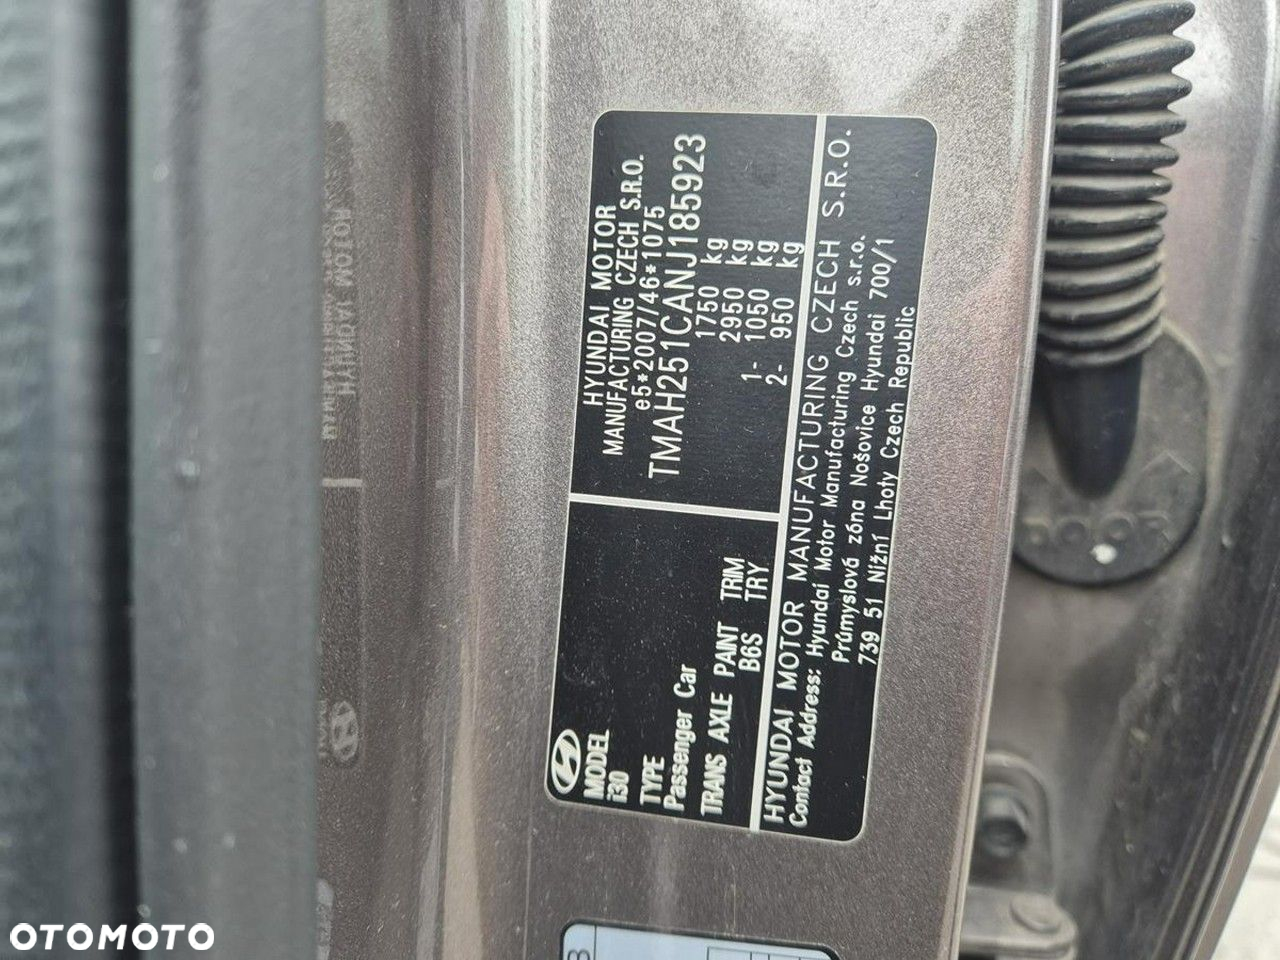 HYUNDAI MOTOR
MANUFACTURING CZECH S.R.O.
e5*2007/46*1075
TMAH251CANJ185923
1750 kg
2950 kg
1- 1050 kg
2- 950 kg
MODEL
i30
TYPE
Passenger Car
TRANS AXLE PAINT TRIM
B6S TRY
HYUNDAI MOTOR MANUFACTURING CZECH S.R.O.
Contact Address: Hyundai Motor Manufacturing Czech s.r.o.
Průmyslová zóna Nošovice Hyundai 700/1
739 51 Nižní Lhoty Czech Republic
DOOR
OTOMOTO